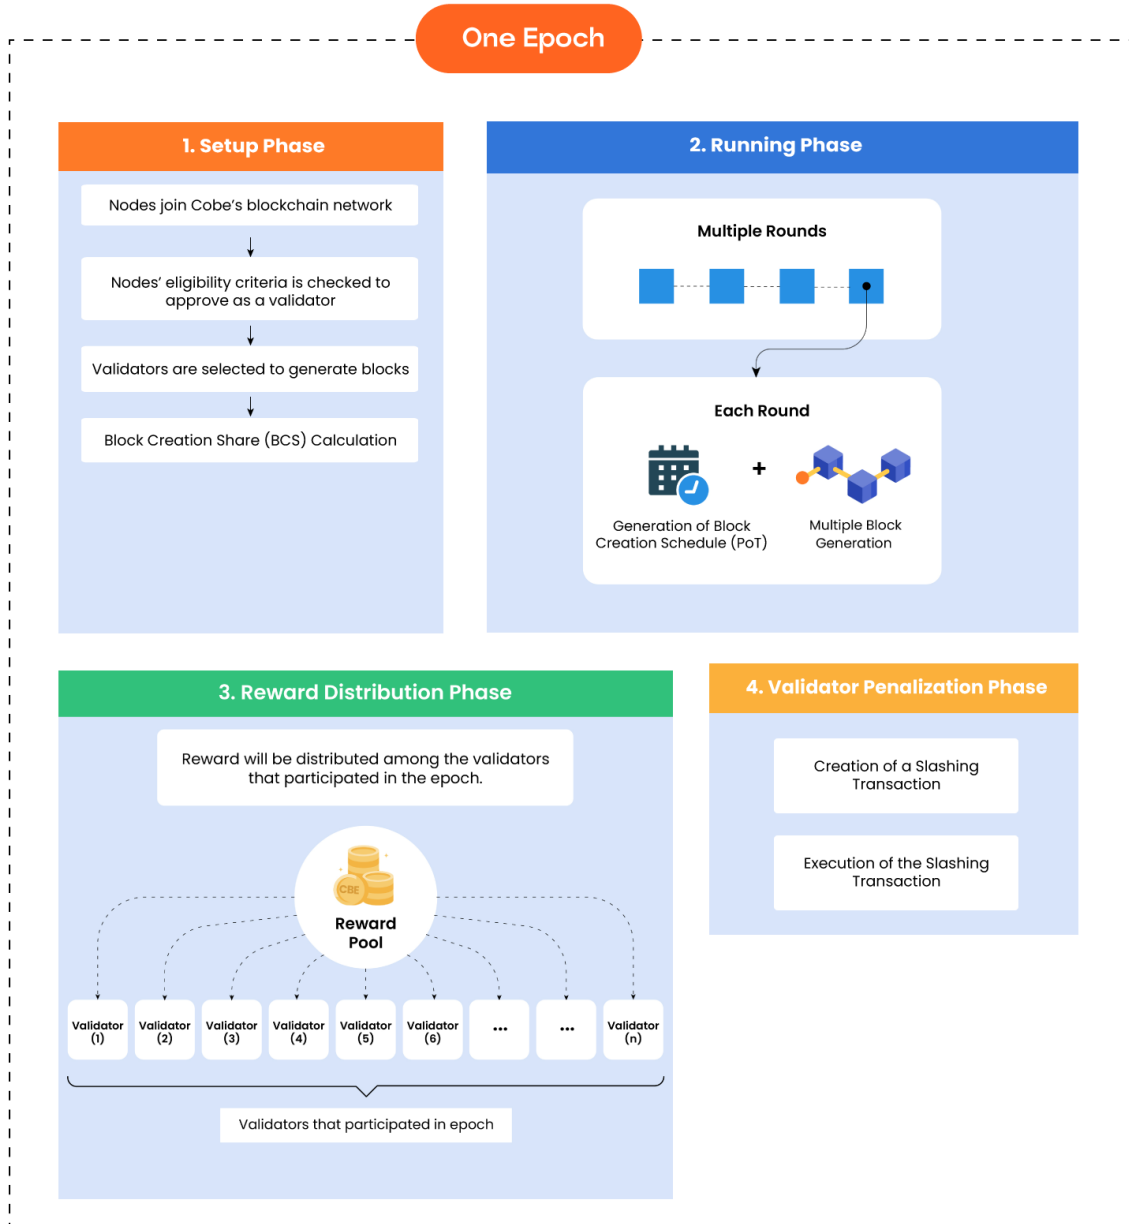 One Epoch
1. Setup Phase
Nodes join Cobe's blockchain network
Nodes' eligibility criteria is checked to
approve as a validator
Validators are selected to generate blocks
Block Creation Share (BCS) Calculation
2. Running Phase
Multiple Rounds
Each Round
+
Generation of Block
Creation Schedule (PoT)
Multiple Block
Generation
3. Reward Distribution Phase
Reward will be distributed among the validators
that participated in the epoch.
CBE
Reward
Pool
Validator
(1)
Validator
(2)
Validator
(3)
Validator
(4)
Validator
(5)
Validator
(6)
...
...
Validator
(n)
Validators that participated in epoch
4. Validator Penalization Phase
Creation of a Slashing
Transaction
Execution of the Slashing
Transaction